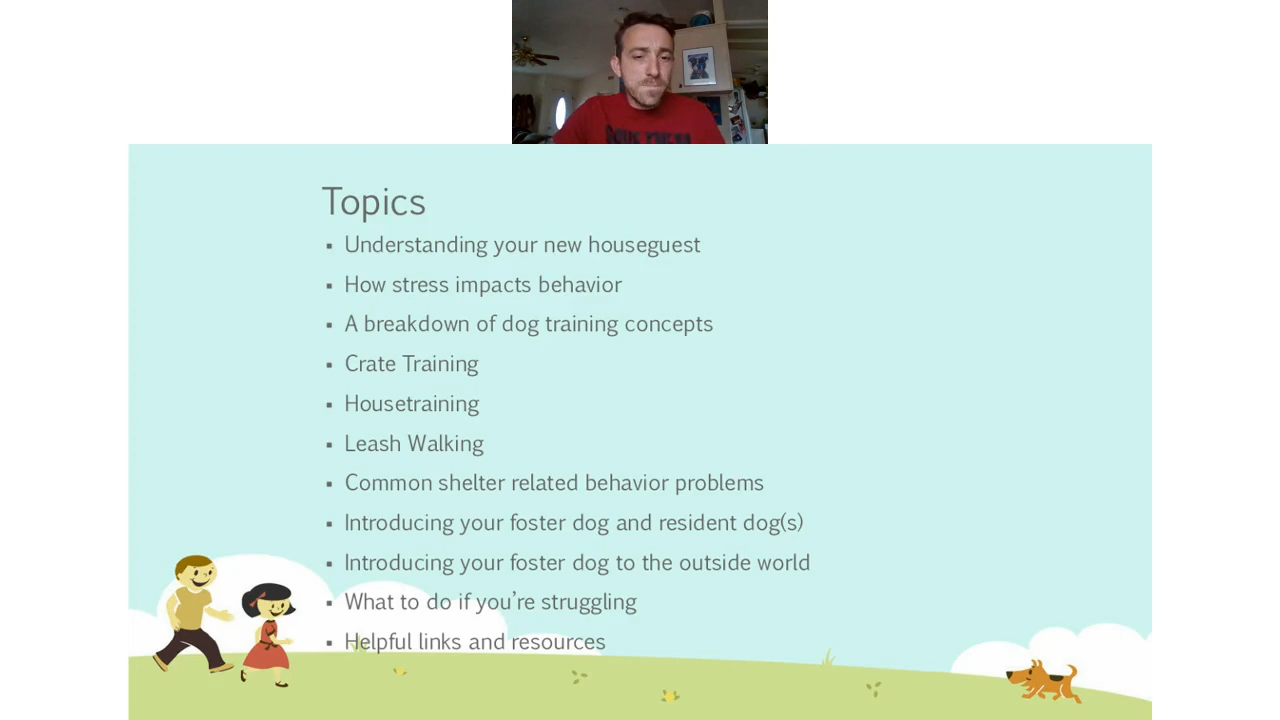 Topics
▪ Understanding your new houseguest
▪ How stress impacts behavior
▪ A breakdown of dog training concepts
▪ Crate Training
▪ Housetraining
▪ Leash Walking
▪ Common shelter related behavior problems
▪ Introducing your foster dog and resident dog(s)
▪ Introducing your foster dog to the outside world
▪ What to do if you’re struggling
▪ Helpful links and resources